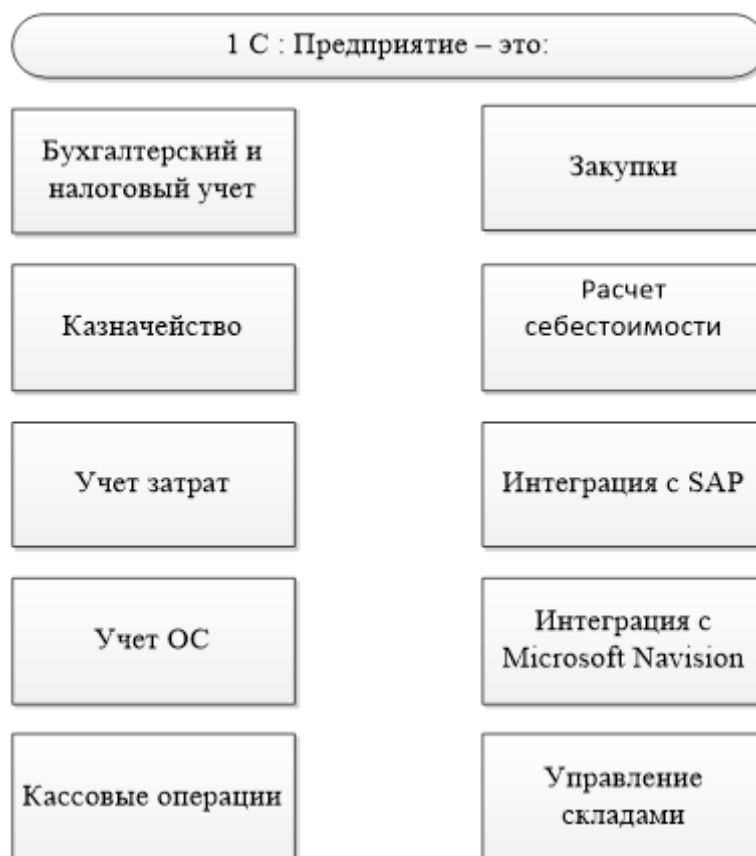 1 С : Предприятие – это:
Бухгалтерский и
налоговый учет
Закупки
Казначейство
Расчет
себестоимости
Учет затрат
Интеграция с SAP
Учет ОС
Интеграция с
Microsoft Navision
Кассовые операции
Управление
складами